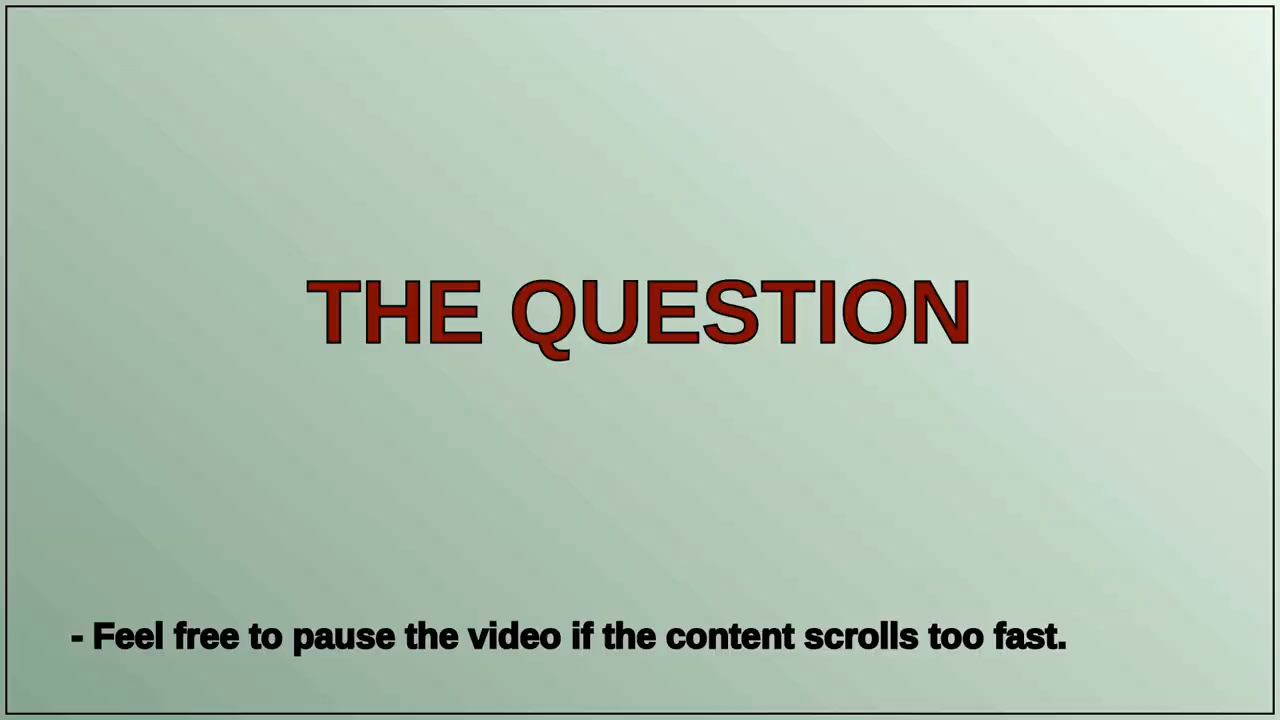 THE QUESTION
- Feel free to pause the video if the content scrolls too fast.